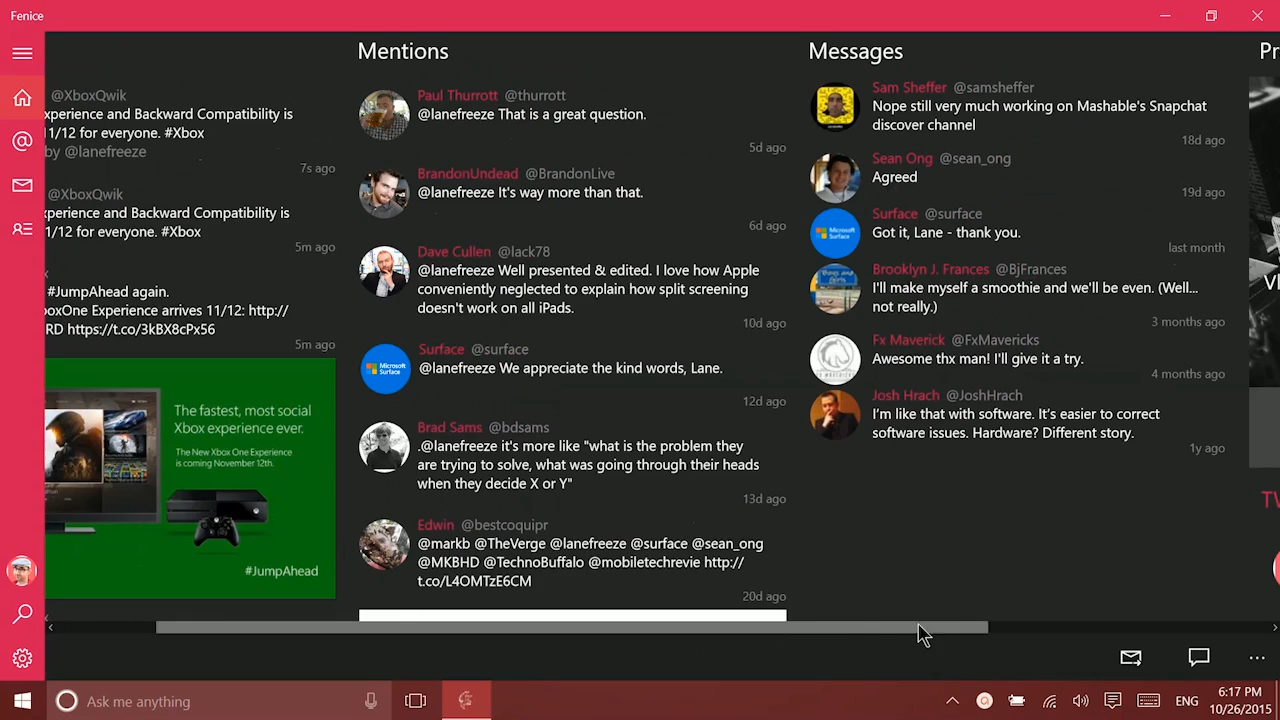 Fenice
@XboxQwik
xperience and Backward Compatibility is
11/12 for everyone. #Xbox
by @lanefreeze
7s ago
@XboxQwik
xperience and Backward Compatibility is
11/12 for everyone. #Xbox
5m ago
#JumpAhead again.
oxOne Experience arrives 11/12: http://
RD https://t.co/3kBX8cPx56
5m ago
The fastest, most social
Xbox experience ever.
The New Xbox One Experience
is coming November 12th.
#JumpAhead
Mentions
Paul Thurrott @thurrott
@lanefreeze That is a great question.
5d ago
BrandonUndead @BrandonLive
@lanefreeze It's way more than that.
6d ago
Dave Cullen @lack78
@lanefreeze Well presented & edited. I love how Apple
conveniently neglected to explain how split screening
doesn't work on all iPads.
10d ago
Microsoft
Surface
Surface @surface
@lanefreeze We appreciate the kind words, Lane.
12d ago
Brad Sams @bdsams
.@lanefreeze it's more like "what is the problem they
are trying to solve, what was going through their heads
when they decide X or Y"
13d ago
Edwin @bestcoquipr
@markb @TheVerge @lanefreeze @surface @sean_ong
@MKBHD @TechnoBuffalo @mobiletechrevie http://
t.co/L4OMTzE6CM
20d ago
Messages
Sam Sheffer @samsheffer
Nope still very much working on Mashable's Snapchat
discover channel
18d ago
Sean Ong @sean_ong
Agreed
19d ago
Microsoft
Surface
Surface @surface
Got it, Lane - thank you.
last month
Brooklyn J. Frances @BjFrances
I'll make myself a smoothie and we'll be even. (Well...
not really.)
3 months ago
Fx Maverick @FxMavericks
Awesome thx man! I'll give it a try.
4 months ago
Josh Hrach @JoshHrach
I'm like that with software. It's easier to correct
software issues. Hardware? Different story.
1y ago
Pr
TV
Ask me anything
ENG
6:17 PM
10/26/2015